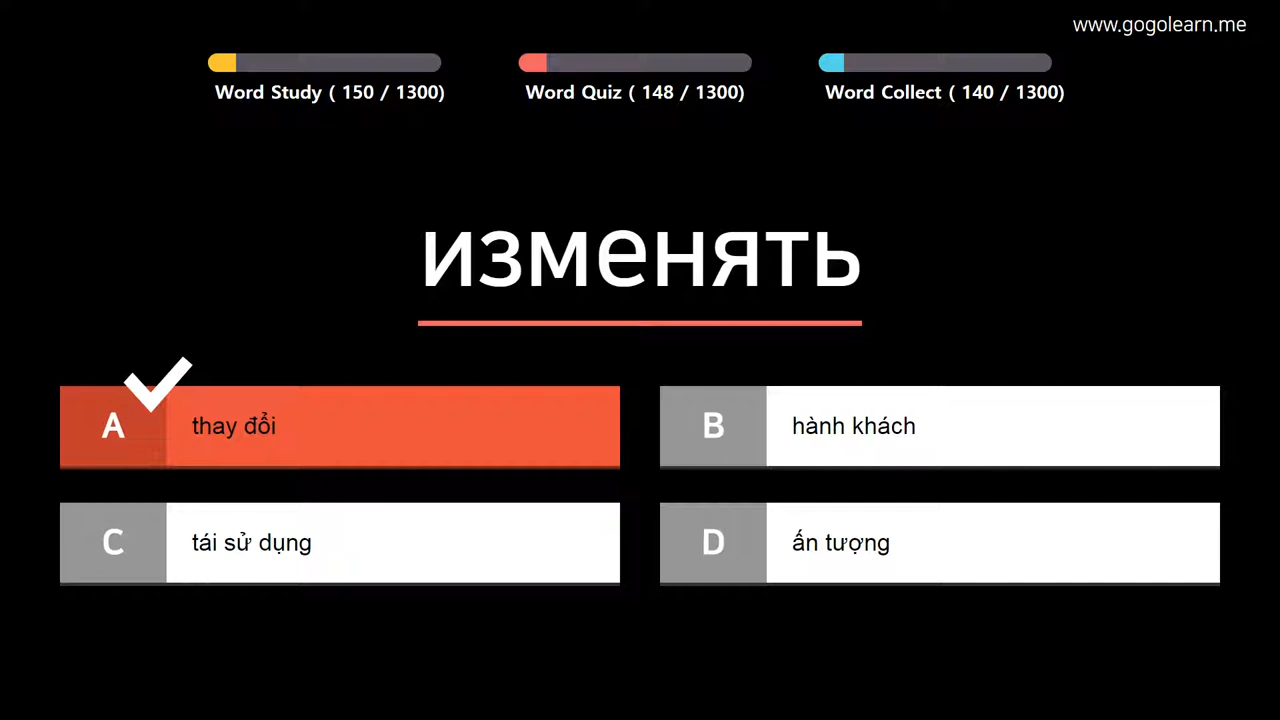 www.gogolearn.me
Word Study ( 150 / 1300)
Word Quiz ( 148 / 1300)
Word Collect ( 140 / 1300)
изменять
A thay đổi
B hành khách
C tái sử dụng
D ấn tượng